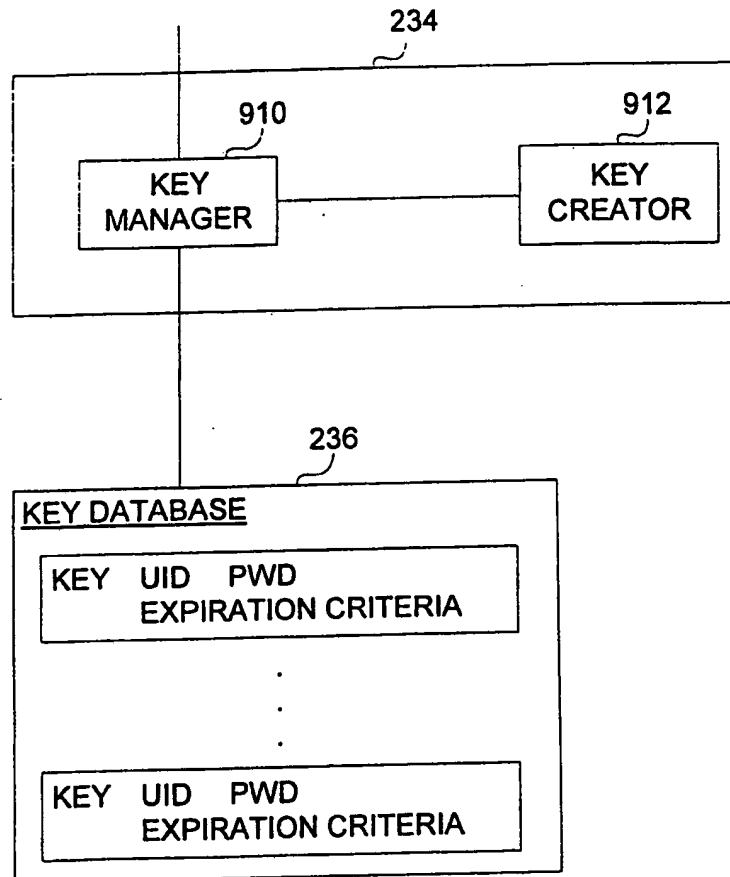 234
910
912
KEY
MANAGER
KEY
CREATOR
236
KEY DATABASE
KEY UID PWD
EXPIRATION CRITERIA
KEY UID PWD
EXPIRATION CRITERIA